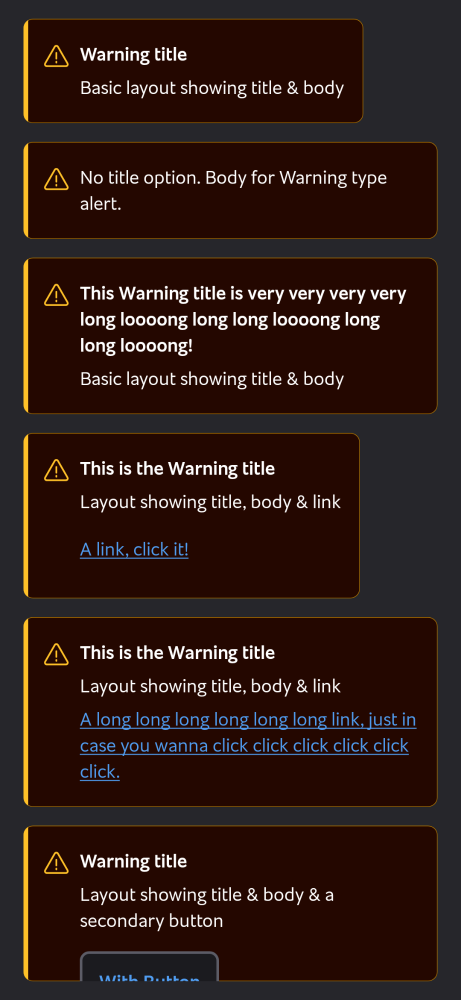 Warning title
Basic layout showing title & body
No title option. Body for Warning type
alert.
This Warning title is very very very very
long loooong long long loooong long
long loooong!
Basic layout showing title & body
This is the Warning title
Layout showing title, body & link
A link, click it!
This is the Warning title
Layout showing title, body & link
A long long long long long long link, just in
case you wanna click click click click click
click.
Warning title
Layout showing title & body & a
secondary button
With Button